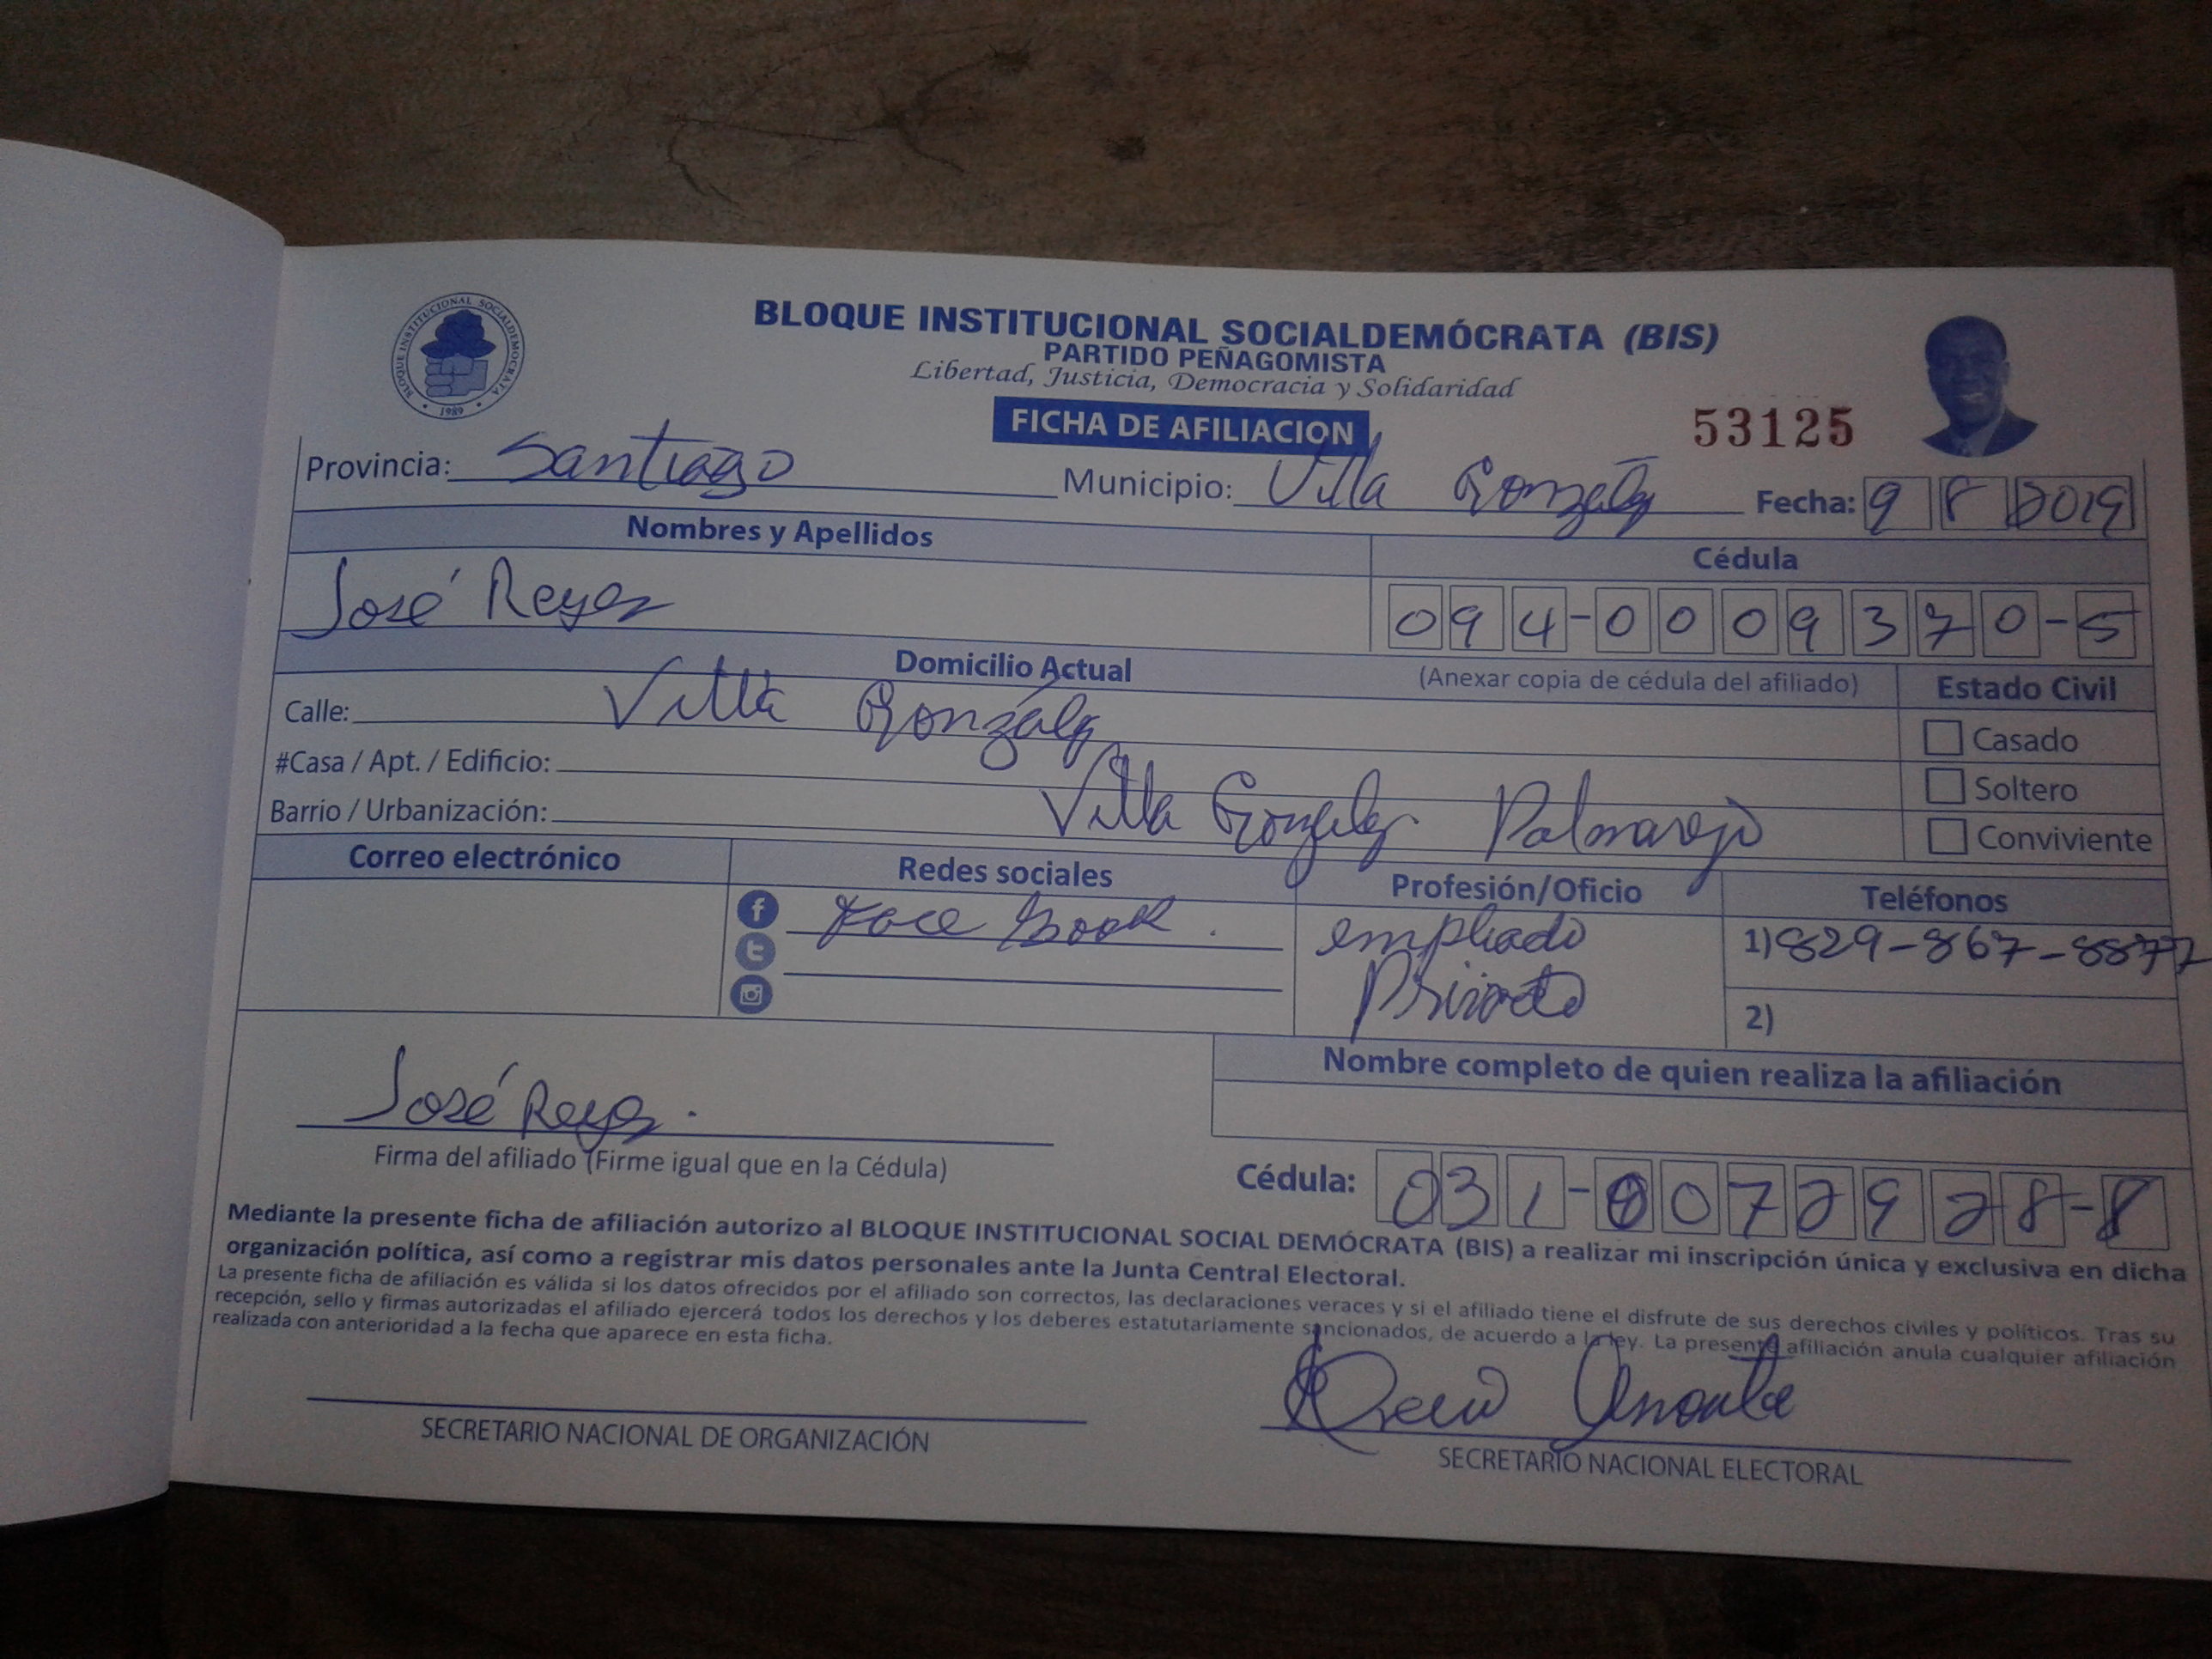 BLOQUE INSTITUCIONAL SOCIALDEMOCRATA
1989
BLOQUE INSTITUCIONAL SOCIALDEMÓCRATA (BIS)
PARTIDO PEÑAGOMISTA
Libertad, Justicia, Democracia y Solidaridad
FICHA DE AFILIACION
53125
Provincia: Santiago Municipio: Villa González Fecha: 9 8 2019
Nombres y Apellidos Cédula
José Reyes 094-0009370-5
Domicilio Actual (Anexar copia de cédula del afiliado) Estado Civil
Calle: Villa González Casado
#Casa / Apt. / Edificio: Soltero
Barrio / Urbanización: Villa González Palmarejo Conviviente
Correo electrónico Redes sociales Profesión/Oficio Teléfonos
Face Book. empliado 1) 829-867-8877
Privado 2)
Nombre completo de quien realiza la afiliación
José Reyes.
Firma del afiliado (Firme igual que en la Cédula)
Cédula: 031-0072928-8
Mediante la presente ficha de afiliación autorizo al BLOQUE INSTITUCIONAL SOCIAL DEMÓCRATA (BIS) a realizar mi inscripción única y exclusiva en dicha
organización política, así como a registrar mis datos personales ante la Junta Central Electoral.
La presente ficha de afiliación es válida si los datos ofrecidos por el afiliado son correctos, las declaraciones veraces y si el afiliado tiene el disfrute de sus derechos civiles y políticos. Tras su
recepción, sello y firmas autorizadas el afiliado ejercerá todos los derechos y los deberes estatutariamente sancionados, de acuerdo a la ley. La presente afiliación anula cualquier afiliación
realizada con anterioridad a la fecha que aparece en esta ficha.
SECRETARIO NACIONAL DE ORGANIZACIÓN
SECRETARIO NACIONAL ELECTORAL